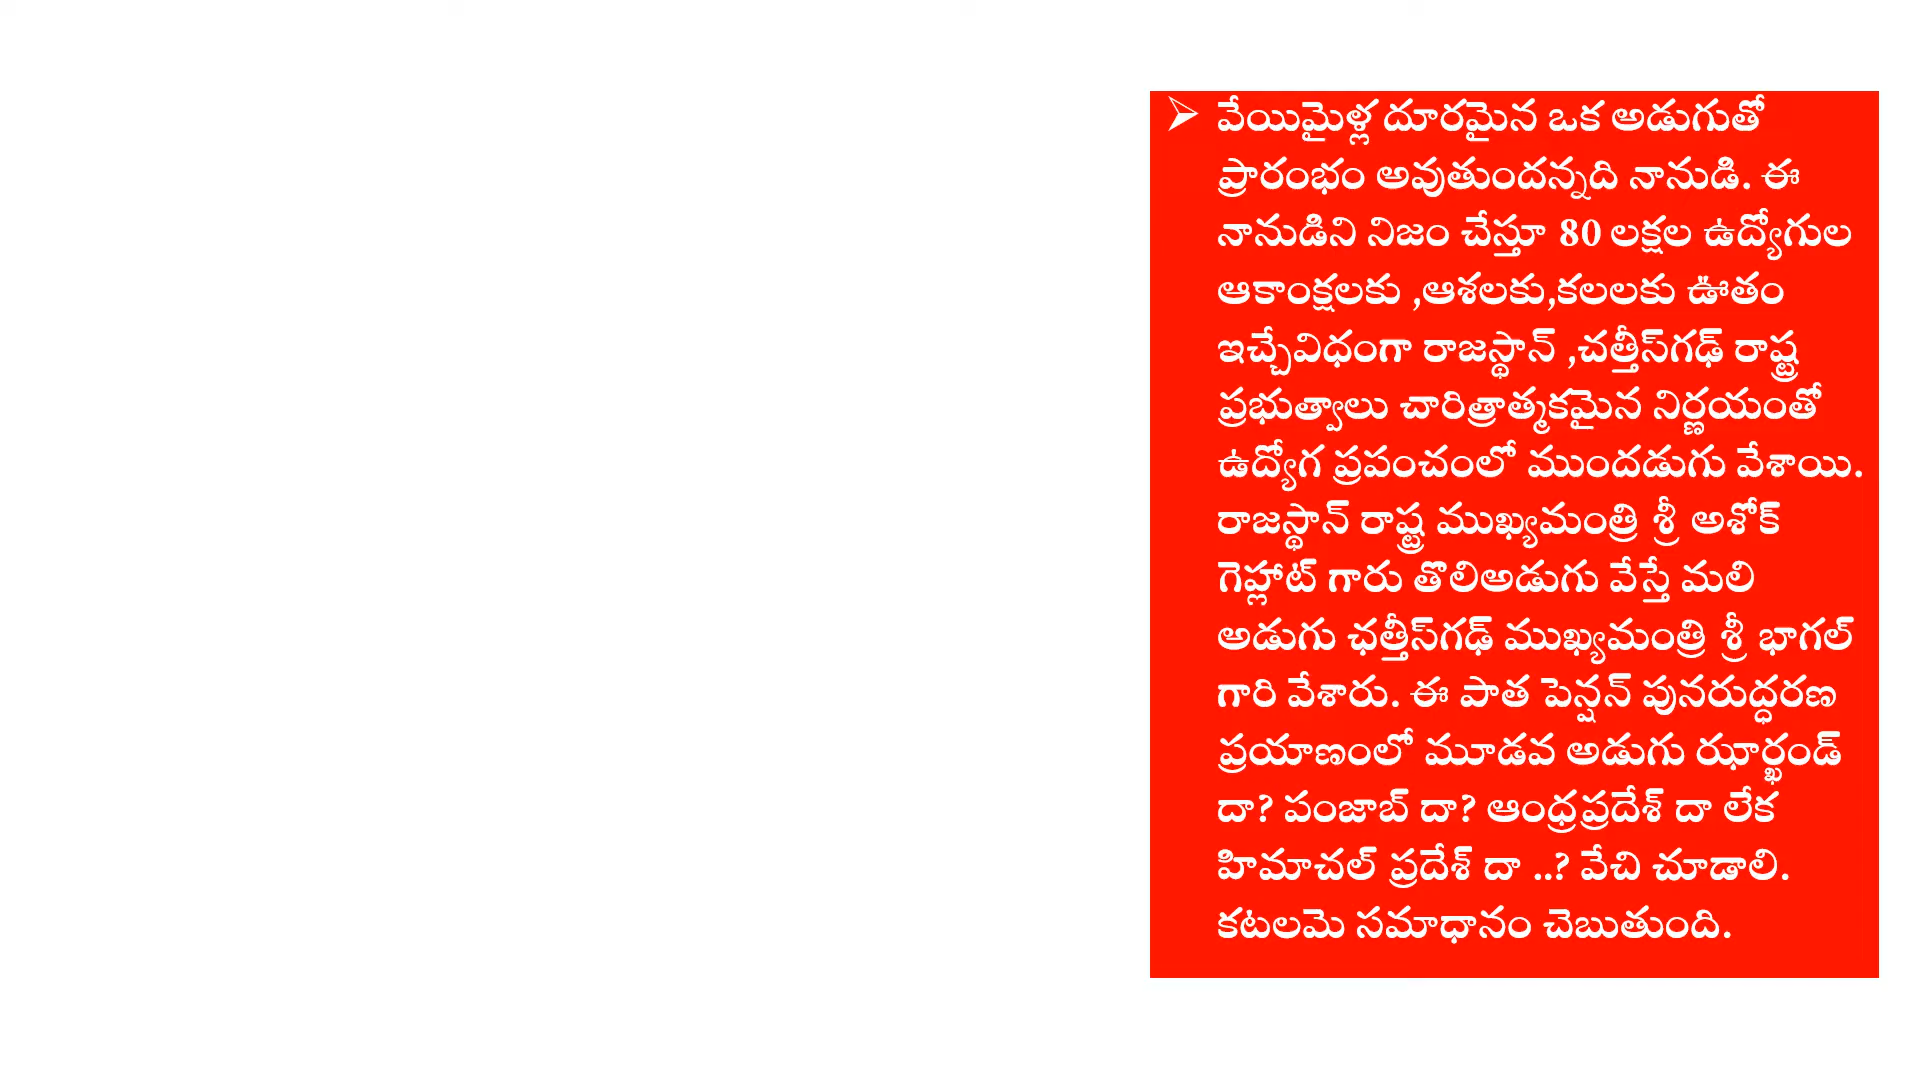 ➢ వేయిమైళ్ల దూరమైన ఒక అడుగుతో
ప్రారంభం అవుతుందన్నది నానుడి. ఈ
నానుడిని నిజం చేస్తూ 80 లక్షల ఉద్యోగుల
ఆకాంక్షలకు ,ఆశలకు,కలలకు ఊతం
ఇచ్చేవిధంగా రాజస్థాన్ ,చత్తీస్‌గఢ్ రాష్ట్ర
ప్రభుత్వాలు చారిత్రాత్మకమైన నిర్ణయంతో
ఉద్యోగ ప్రపంచంలో ముందడుగు వేశాయి.
రాజస్థాన్ రాష్ట్ర ముఖ్యమంత్రి శ్రీ అశోక్
గెహ్లాట్ గారు తొలిఅడుగు వేస్తే మలి
అడుగు ఛత్తీస్‌గఢ్ ముఖ్యమంత్రి శ్రీ భాగల్
గారి వేశారు. ఈ పాత పెన్షన్ పునరుద్ధరణ
ప్రయాణంలో మూడవ అడుగు ఝార్ఖండ్
దా? పంజాబ్ దా? ఆంధ్రప్రదేశ్ దా లేక
హిమాచల్ ప్రదేశ్ దా ..? వేచి చూడాలి.
కటలమె సమాధానం చెబుతుంది.